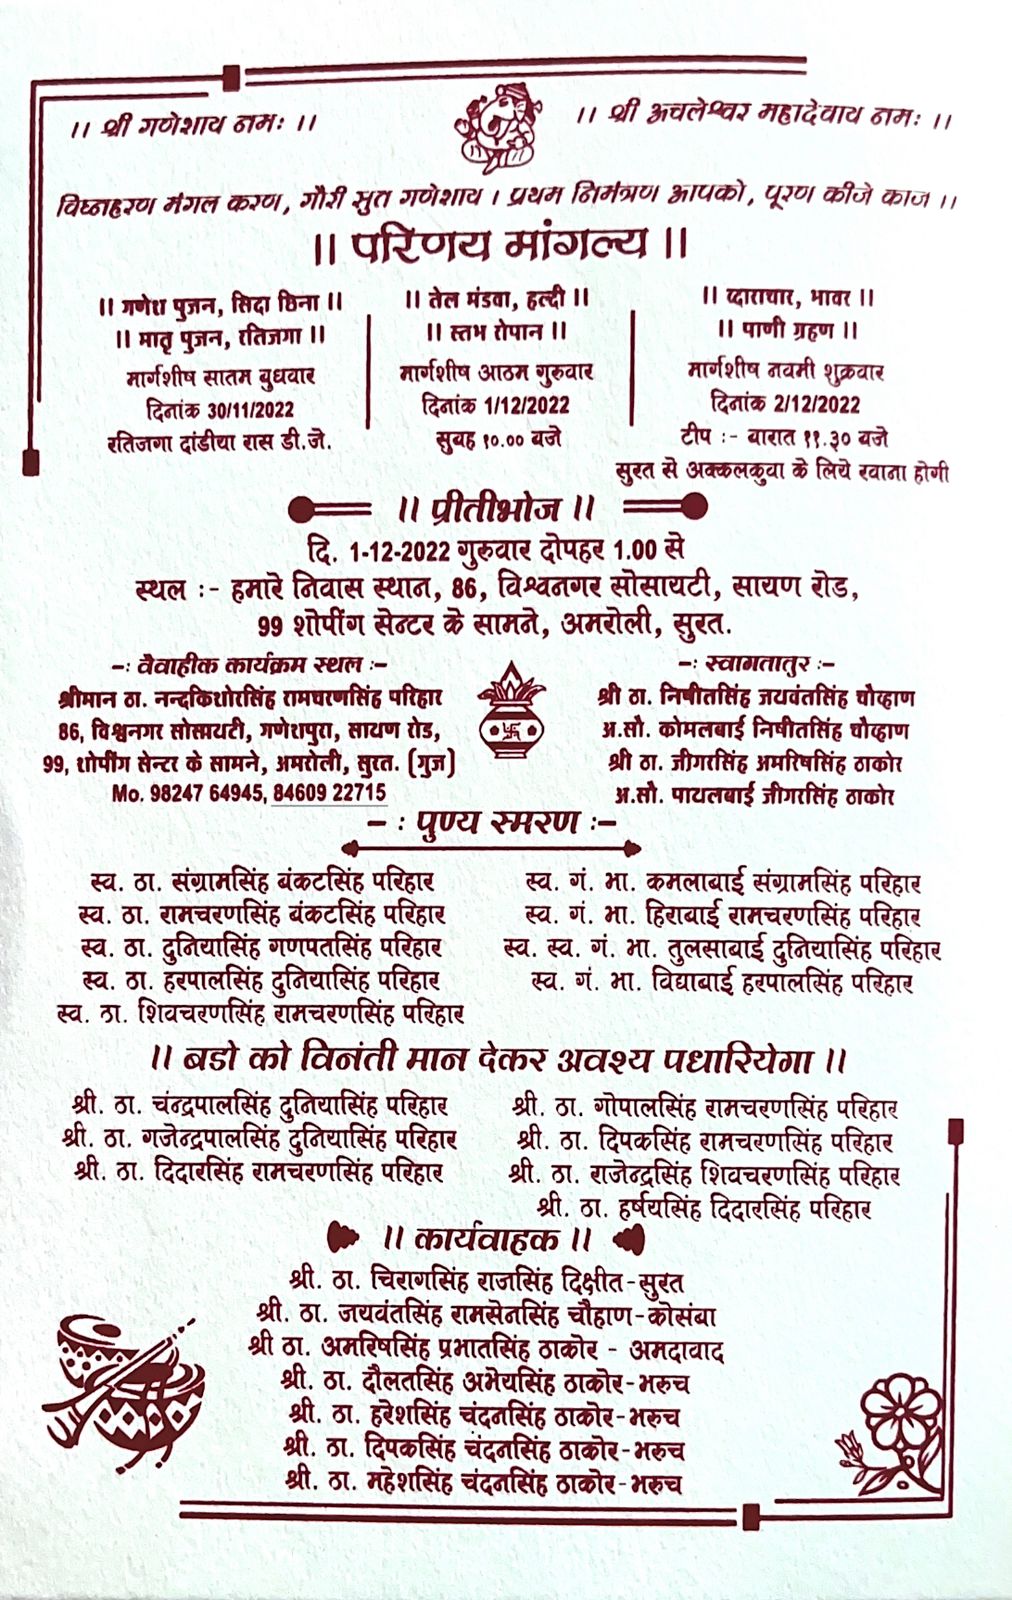 ।। श्री गणेशाय नमः ।।
।। श्री अचलेश्वर महादेवाय नमः ।।
विघ्नहरण मंगल करण, गौरी सुत गणेशाय । प्रथम निमंत्रण आपको, पूरण कीजे काज ।।
।। परिणय मांगल्य ।।
।। गणेश पुजन, सिदा छिना ।।
।। मातृ पुजन, रतिजगा ।।
मार्गशीष सातम बुधवार
दिनांक 30/11/2022
रतिजगा दांडीया रास डी.जे.
।। तेल मंडवा, हल्दी ।।
।। स्तभ रोपान ।।
मार्गशीष आठम गुरुवार
दिनांक 1/12/2022
सुबह १०.०० बजे
।। व्दाराचार, भावर ।।
।। पाणी ग्रहण ।।
मार्गशीष नवमी शुक्रवार
दिनांक 2/12/2022
टीप :- बारात ११.३० बजे
सुरत से अक्कलकुवा के लिये रवाना होगी
।। प्रीतीभोज ।।
दि. 1-12-2022 गुरुवार दोपहर 1.00 से
स्थल :- हमारे निवास स्थान, 86, विश्वनगर सोसायटी, सायण रोड,
99 शोपींग सेन्टर के सामने, अमरोली, सुरत.
-: वैवाहीक कार्यक्रम स्थल :-
श्रीमान ठा. नन्दकिशोरसिंह रामचरणसिंह परिहार
86, विश्वनगर सोसायटी, गणेशपुरा, सायण रोड,
99, शोपींग सेन्टर के सामने, अमरोली, सुरत. (गुज)
Mo. 98247 64945, 84609 22715
-: स्वागतातुर :-
श्री ठा. निषीतसिंह जयवंतसिंह चौव्हाण
अ.सौ. कोमलबाई निषीतसिंह चौव्हाण
श्री ठा. जीगरसिंह अमरिषसिंह ठाकोर
अ.सौ. पायलबाई जीगरसिंह ठाकोर
- : पुण्य स्मरण :-
स्व. ठा. संग्रामसिंह बंकटसिंह परिहार
स्व. ठा. रामचरणसिंह बंकटसिंह परिहार
स्व. ठा. दुनियासिंह गणपतसिंह परिहार
स्व. ठा. हरपालसिंह दुनियासिंह परिहार
स्व. ठा. शिवचरणसिंह रामचरणसिंह परिहार
स्व. गं. भा. कमलाबाई संग्रामसिंह परिहार
स्व. गं. भा. हिराबाई रामचरणसिंह परिहार
स्व. स्व. गं. भा. तुलसाबाई दुनियासिंह परिहार
स्व. गं. भा. विद्याबाई हरपालसिंह परिहार
।। बडो को विनंती मान देकर अवश्य पधारियेगा ।।
श्री. ठा. चंन्द्रपालसिंह दुनियासिंह परिहार
श्री. ठा. गजेन्द्रपालसिंह दुनियासिंह परिहार
श्री. ठा. दिदारसिंह रामचरणसिंह परिहार
श्री. ठा. गोपालसिंह रामचरणसिंह परिहार
श्री. ठा. दिपकसिंह रामचरणसिंह परिहार
श्री. ठा. राजेन्द्रसिंह शिवचरणसिंह परिहार
श्री. ठा. हर्षयसिंह दिदारसिंह परिहार
।। कार्यवाहक ।।
श्री. ठा. चिरागसिंह राजसिंह दिक्षीत-सुरत
श्री. ठा. जयवंतसिंह रामसेनसिंह चौहाण-कोसंबा
श्री ठा. अमरिषसिंह प्रभातसिंह ठाकोर - अमदावाद
श्री. ठा. दौलतसिंह अभेयसिंह ठाकोर-भरुच
श्री. ठा. हरेशसिंह चंदनसिंह ठाकोर-भरुच
श्री. ठा. दिपकसिंह चंदनसिंह ठाकोर-भरुच
श्री. ठा. महेशसिंह चंदनसिंह ठाकोर-भरुच